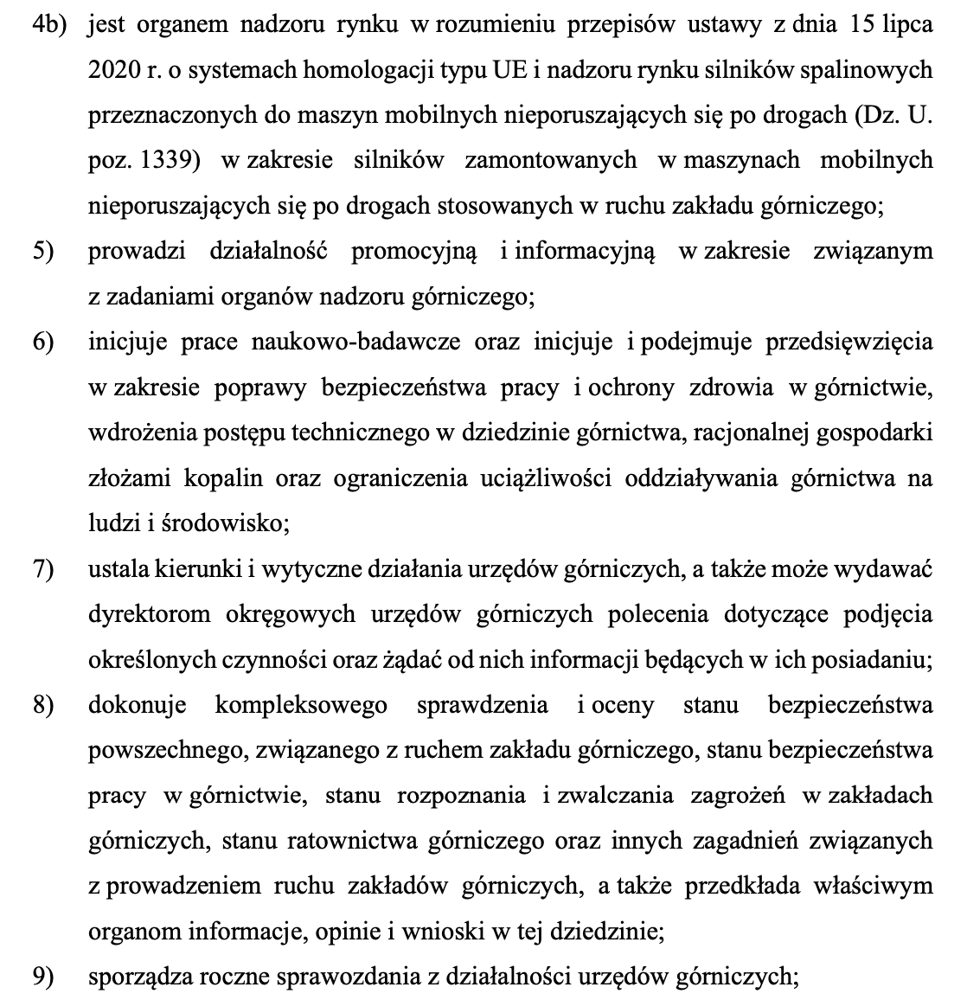 4b) jest organem nadzoru rynku w rozumieniu przepisów ustawy z dnia 15 lipca
2020 r. o systemach homologacji typu UE i nadzoru rynku silników spalinowych
przeznaczonych do maszyn mobilnych nieporuszających się po drogach (Dz. U.
poz. 1339) w zakresie silników zamontowanych w maszynach mobilnych
nieporuszających się po drogach stosowanych w ruchu zakładu górniczego;
5) prowadzi działalność promocyjną i informacyjną w zakresie związanym
z zadaniami organów nadzoru górniczego;
6) inicjuje prace naukowo-badawcze oraz inicjuje i podejmuje przedsięwzięcia
w zakresie poprawy bezpieczeństwa pracy i ochrony zdrowia w górnictwie,
wdrożenia postępu technicznego w dziedzinie górnictwa, racjonalnej gospodarki
złożami kopalin oraz ograniczenia uciążliwości oddziaływania górnictwa na
ludzi i środowisko;
7) ustala kierunki i wytyczne działania urzędów górniczych, a także może wydawać
dyrektorom okręgowych urzędów górniczych polecenia dotyczące podjęcia
określonych czynności oraz żądać od nich informacji będących w ich posiadaniu;
8) dokonuje kompleksowego sprawdzenia i oceny stanu bezpieczeństwa
powszechnego, związanego z ruchem zakładu górniczego, stanu bezpieczeństwa
pracy w górnictwie, stanu rozpoznania i zwalczania zagrożeń w zakładach
górniczych, stanu ratownictwa górniczego oraz innych zagadnień związanych
z prowadzeniem ruchu zakładów górniczych, a także przedkłada właściwym
organom informacje, opinie i wnioski w tej dziedzinie;
9) sporządza roczne sprawozdania z działalności urzędów górniczych;